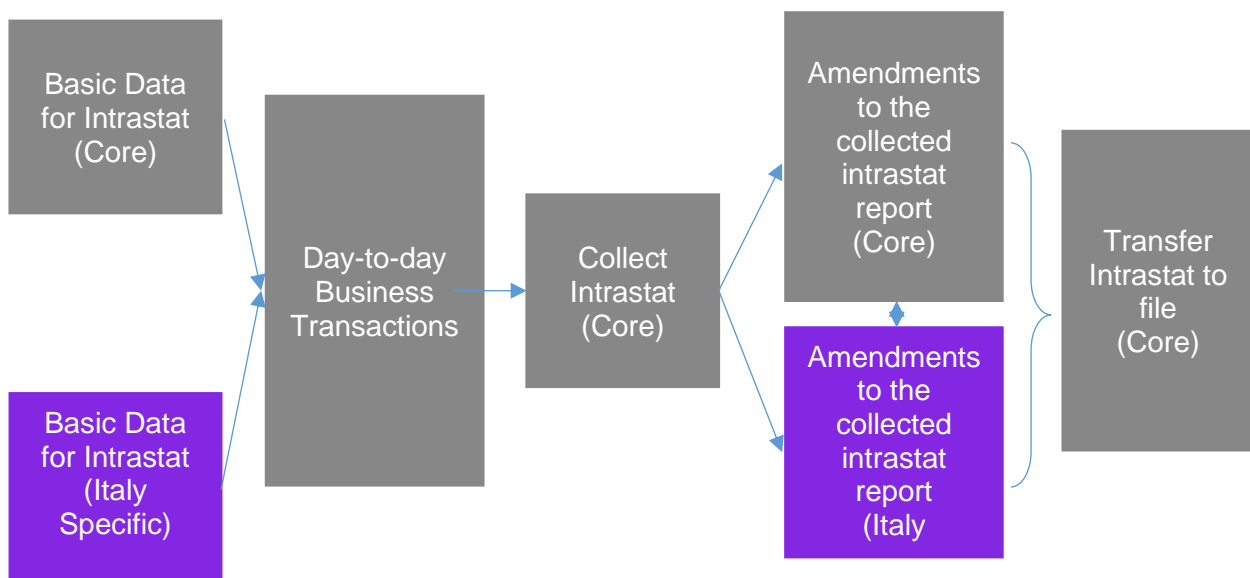 Basic Data
for Intrastat
(Core)
Basic Data
for Intrastat
(Italy
Specific)
Day-to-day
Business
Transactions
Collect
Intrastat
(Core)
Amendments
to the
collected
intrastat
report
(Core)
Amendments
to the
collected
intrastat
report
(Italy
Transfer
Intrastat to
file
(Core)